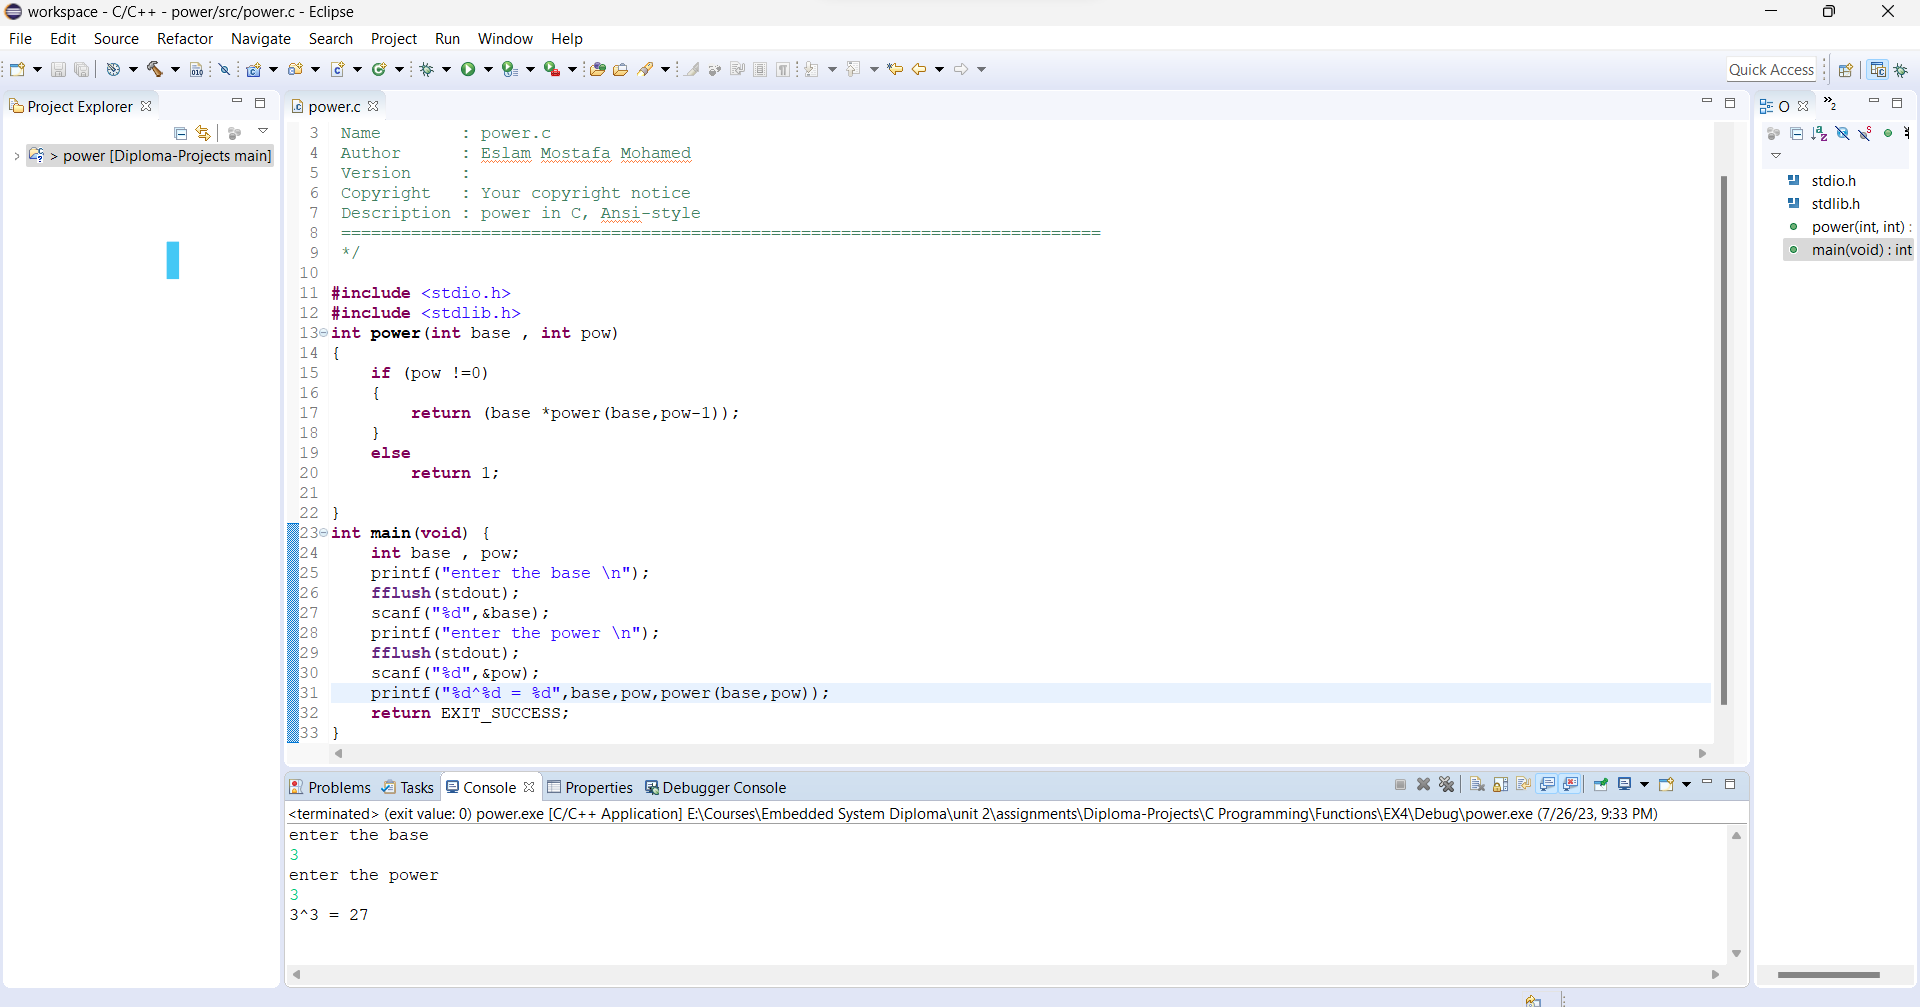 workspace - C/C++ - power/src/power.c - Eclipse
File Edit Source Refactor Navigate Search Project Run Window Help
Quick Access
Project Explorer
> power [Diploma-Projects main]
power.c
3 Name : power.c
4 Author : Eslam Mostafa Mohamed
5 Version :
6 Copyright : Your copyright notice
7 Description : power in C, Ansi-style
8 ============================================================================
9 */
10
11 #include <stdio.h>
12 #include <stdlib.h>
13 int power(int base , int pow)
14 {
15 if (pow !=0)
16 {
17 return (base *power(base,pow-1));
18 }
19 else
20 return 1;
21
22 }
23 int main(void) {
24 int base , pow;
25 printf("enter the base \n");
26 fflush(stdout);
27 scanf("%d",&base);
28 printf("enter the power \n");
29 fflush(stdout);
30 scanf("%d",&pow);
31 printf("%d^%d = %d",base,pow,power(base,pow));
32 return EXIT_SUCCESS;
33 }
O
»2
stdio.h
stdlib.h
power(int, int) :
main(void) : int
Problems Tasks Console Properties Debugger Console
<terminated> (exit value: 0) power.exe [C/C++ Application] E:\Courses\Embedded System Diploma\unit 2\assignments\Diploma-Projects\C Programming\Functions\EX4\Debug\power.exe (7/26/23, 9:33 PM)
enter the base
3
enter the power
3
3^3 = 27